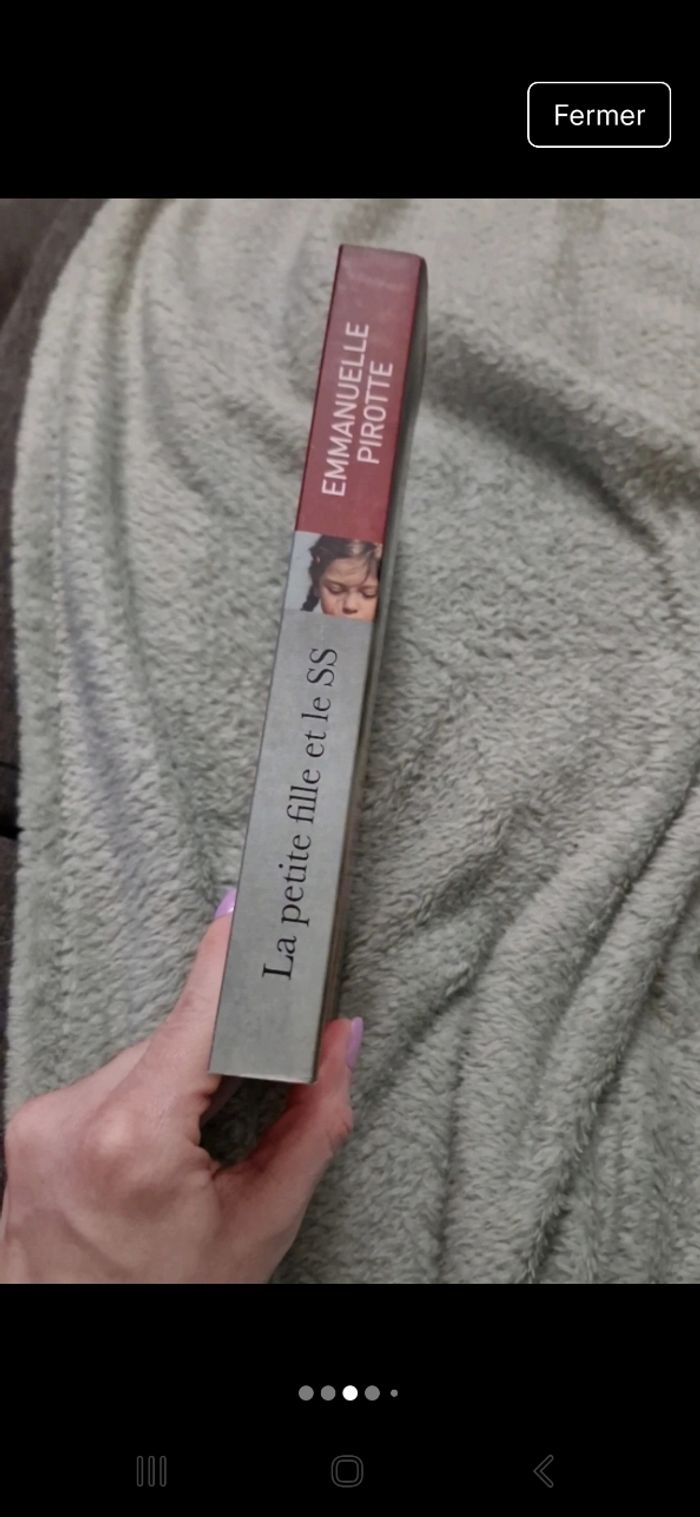 Fermer
EMMANUELLE
PIROTTE
La petite fille et le SS